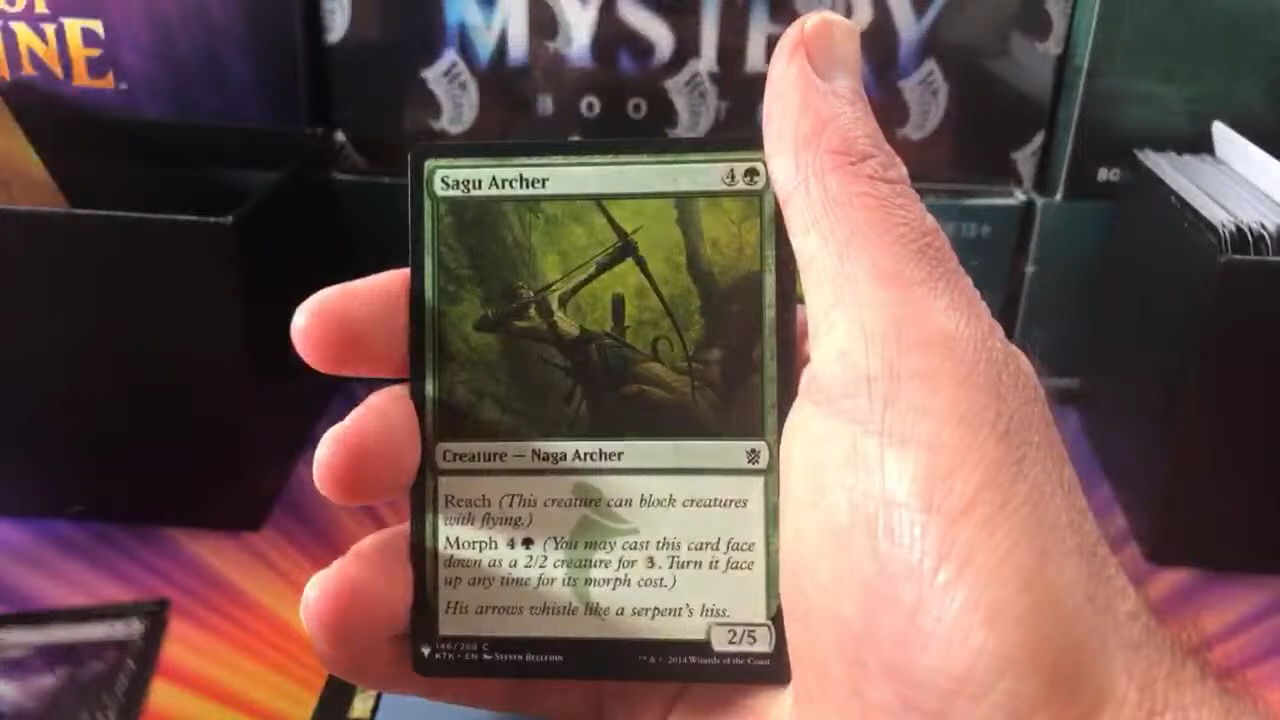 MYSTERY
BOO
INE
BO
Sagu Archer
4
Creature — Naga Archer
Reach (This creature can block creatures
with flying.)
Morph 4 (You may cast this card face
down as a 2/2 creature for 3. Turn it face
up any time for its morph cost.)
His arrows whistle like a serpent's hiss.
2/5
146/269 C
KTK • EN Steven Belledin
™ & © 2014 Wizards of the Coast